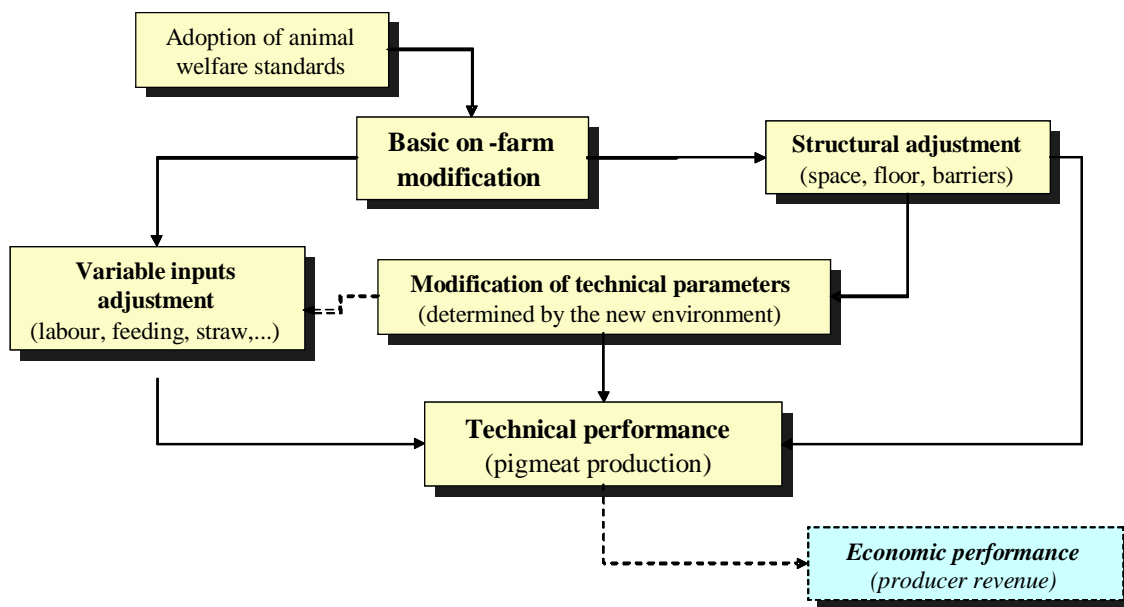 Adoption of animal
welfare standards
Basic on -farm
modification
Structural adjustment
(space, floor, barriers)
Variable inputs
adjustment
(labour, feeding, straw,...)
Modification of technical parameters
(determined by the new environment)
Technical performance
(pigmeat production)
Economic performance
(producer revenue)